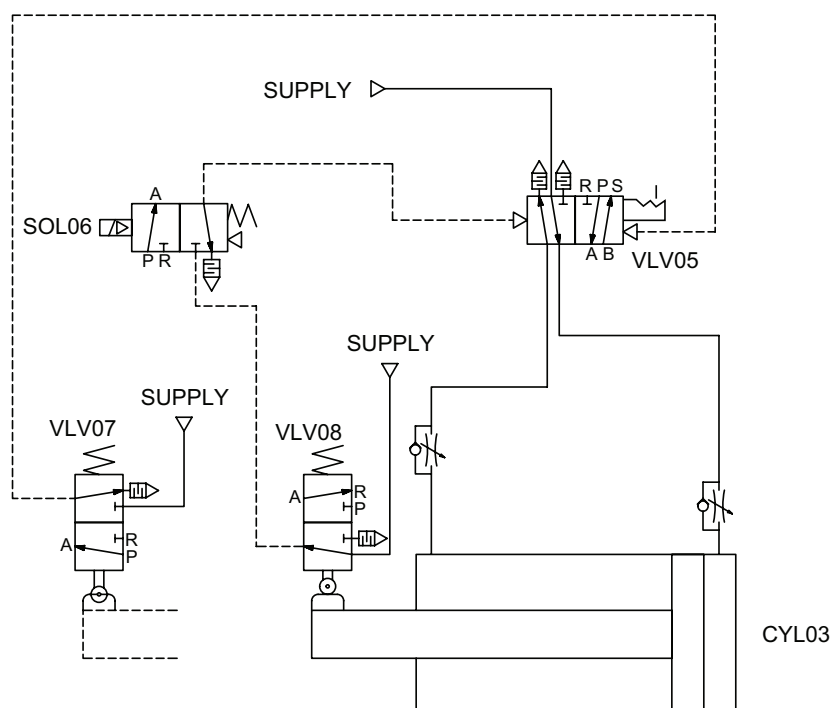 SUPPLY
R P S
A
SOL06
P R
A B
VLV05
SUPPLY
SUPPLY
VLV07
VLV08
A
R
P
A
R
P
CYL03